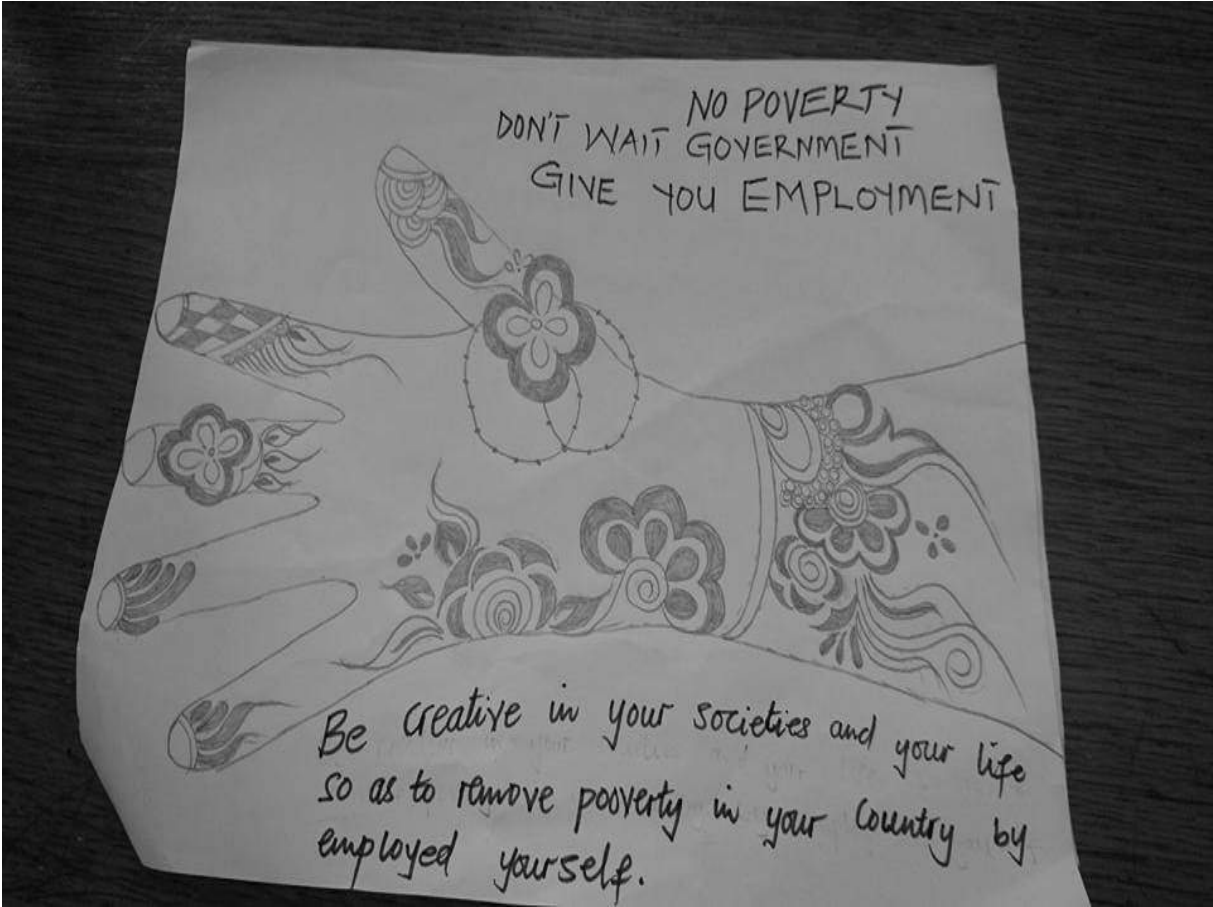 NO POVERTY
DON'T WAIT GOVERNMENT
GIVE YOU EMPLOYMENT
Be creative in your societies and your life
so as to remove pooverty in your country by
employed yourself.